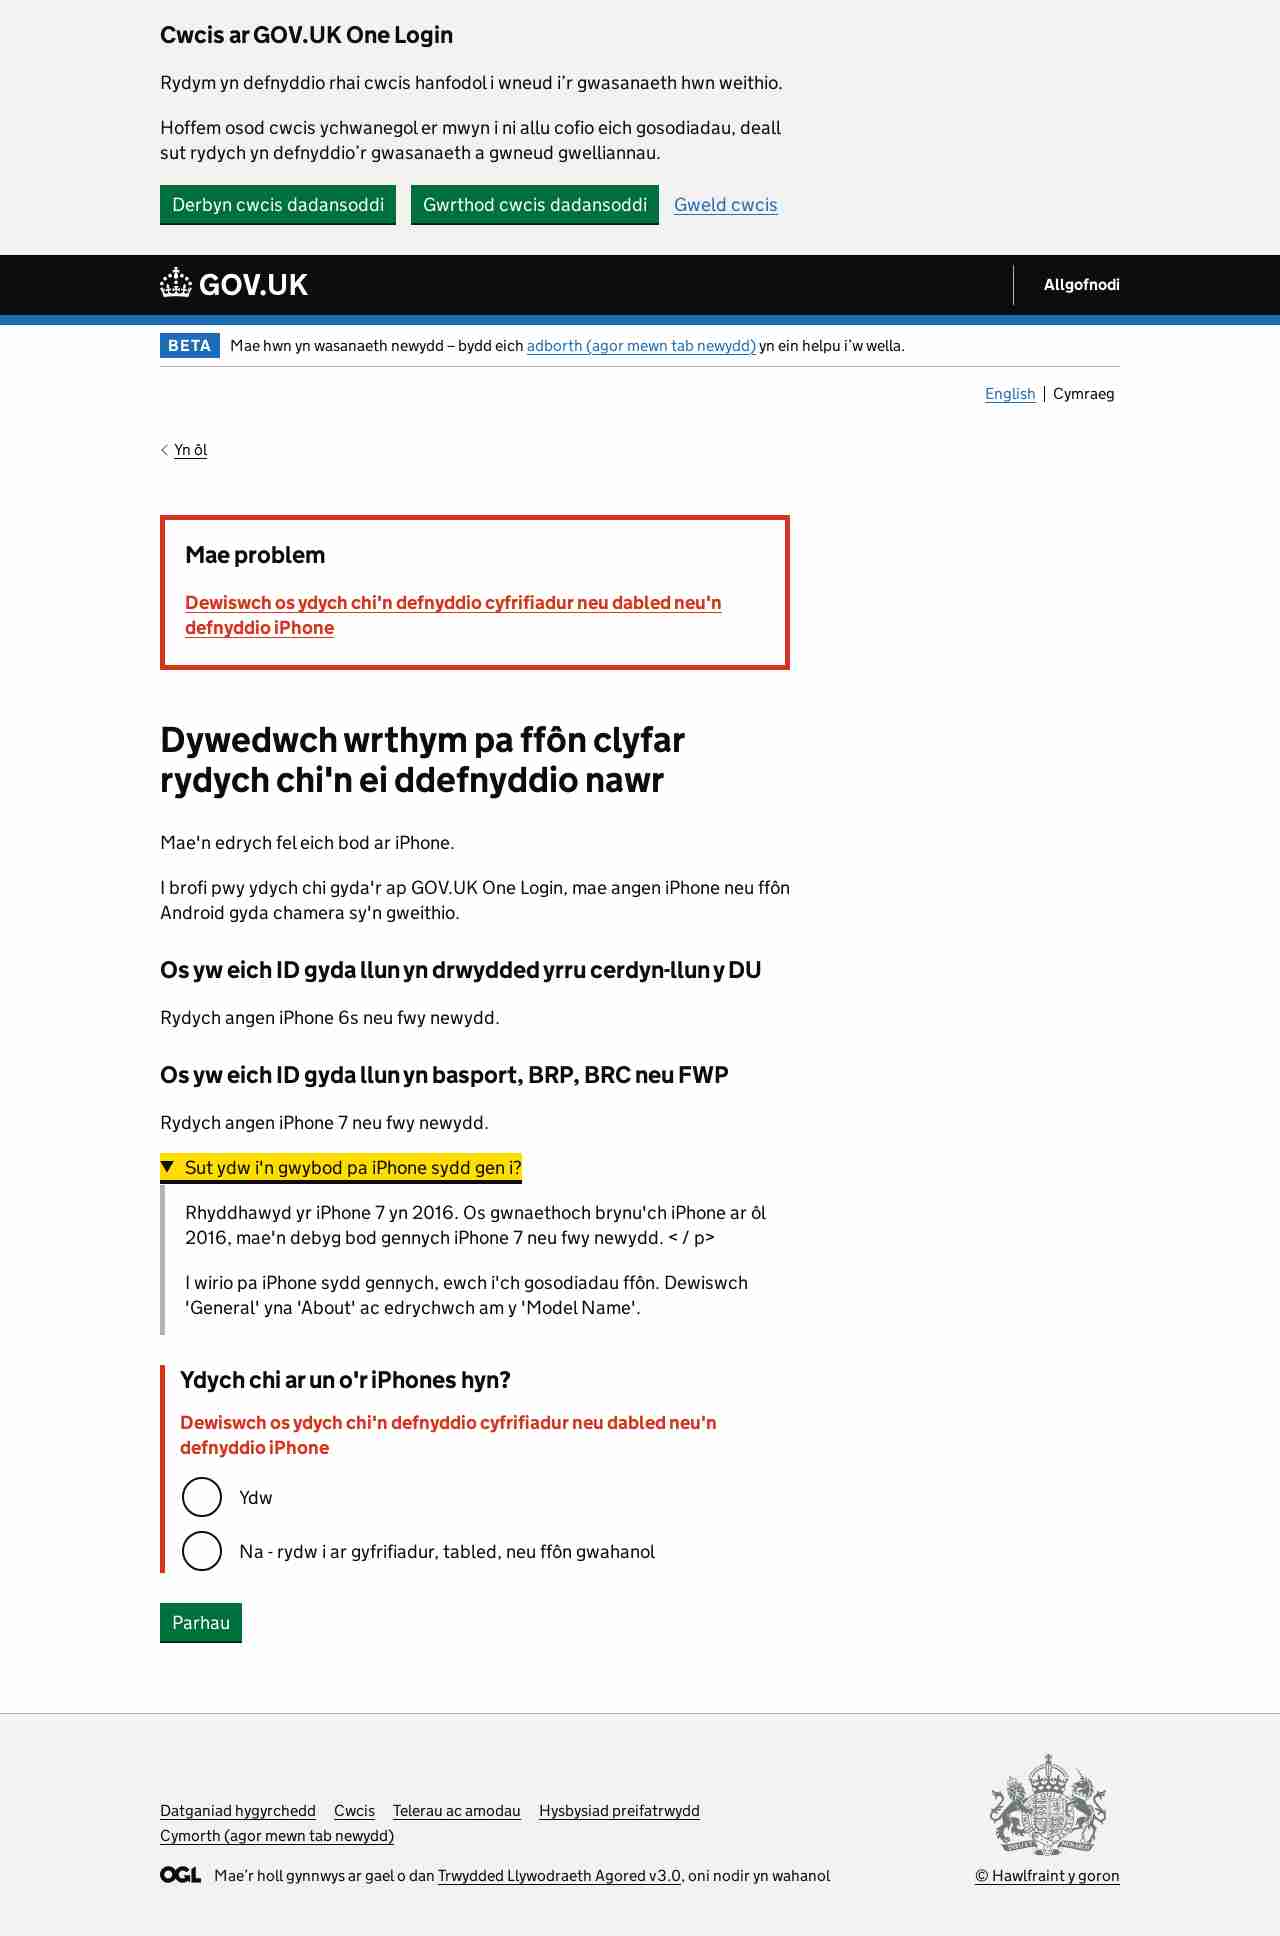 Cwcis ar GOV.UK One Login
Rydym yn defnyddio rhai cwcis hanfodol i wneud i’r gwasanaeth hwn weithio.
Hoffem osod cwcis ychwanegol er mwyn i ni allu cofio eich gosodiadau, deall
sut rydych yn defnyddio’r gwasanaeth a gwneud gwelliannau.
Derbyn cwcis dadansoddi Gwrthod cwcis dadansoddi Gweld cwcis
GOV.UK Allgofnodi
BETA Mae hwn yn wasanaeth newydd – bydd eich adborth (agor mewn tab newydd) yn ein helpu i’w wella.
English Cymraeg
Yn ôl
Mae problem
Dewiswch os ydych chi'n defnyddio cyfrifiadur neu dabled neu'n
defnyddio iPhone
Dywedwch wrthym pa ffôn clyfar
rydych chi'n ei ddefnyddio nawr
Mae'n edrych fel eich bod ar iPhone.
I brofi pwy ydych chi gyda'r ap GOV.UK One Login, mae angen iPhone neu ffôn
Android gyda chamera sy'n gweithio.
Os yw eich ID gyda llun yn drwydded yrru cerdyn-llun y DU
Rydych angen iPhone 6s neu fwy newydd.
Os yw eich ID gyda llun yn basport, BRP, BRC neu FWP
Rydych angen iPhone 7 neu fwy newydd.
Sut ydw i'n gwybod pa iPhone sydd gen i?
Rhyddhawyd yr iPhone 7 yn 2016. Os gwnaethoch brynu'ch iPhone ar ôl
2016, mae'n debyg bod gennych iPhone 7 neu fwy newydd. < / p>
I wirio pa iPhone sydd gennych, ewch i'ch gosodiadau ffôn. Dewiswch
'General' yna 'About' ac edrychwch am y 'Model Name'.
Ydych chi ar un o'r iPhones hyn?
Dewiswch os ydych chi'n defnyddio cyfrifiadur neu dabled neu'n
defnyddio iPhone
Ydw
Na - rydw i ar gyfrifiadur, tabled, neu ffôn gwahanol
Parhau
Datganiad hygyrchedd Cwcis Telerau ac amodau Hysbysiad preifatrwydd
Cymorth (agor mewn tab newydd)
OGL Mae’r holl gynnwys ar gael o dan Trwydded Llywodraeth Agored v3.0, oni nodir yn wahanol
© Hawlfraint y goron